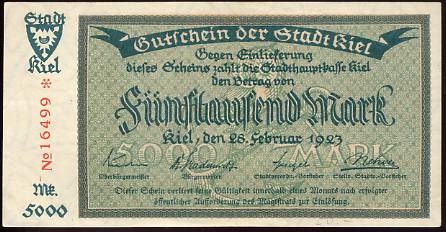 Stadt
Kiel
№ 16499 *
Mk.
5000
Gutschein der Stadt Kiel
Gegen Einlieferung
dieses Scheins zahlt die Stadthauptkasse Kiel
den Betrag von
Fünftausend Mark
Kiel, den 28. Februar 1923
5000 MARK
Oberbürgermeister Bürgermeister Stadtverordn.-Vorsteher Stellv. Stadtv.-Vorsteher
Dieser Schein verliert seine Gültigkeit innerhalb eines Monats nach erfolgter
öffentlicher Aufforderung des Magistrats zur Einlösung.